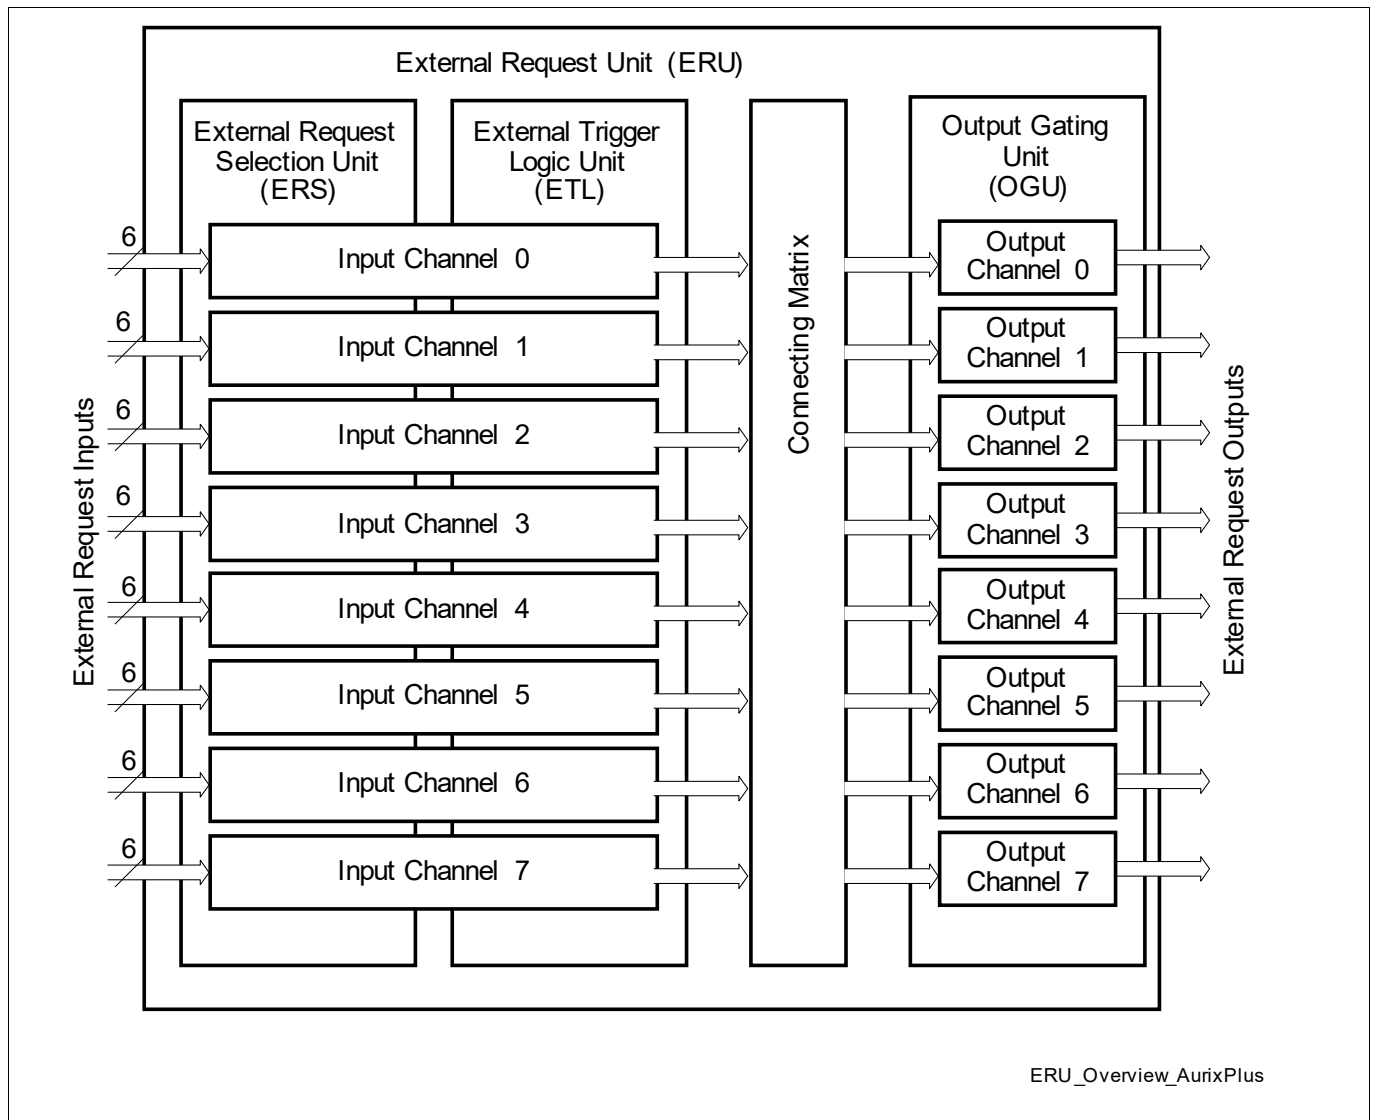 External Request Unit (ERU)
External Request
Selection Unit
(ERS)
External Trigger
Logic Unit
(ETL)
Output Gating
Unit
(OGU)
External Request Inputs
6
Input Channel 0
6
Input Channel 1
6
Input Channel 2
6
Input Channel 3
6
Input Channel 4
6
Input Channel 5
6
Input Channel 6
6
Input Channel 7
Connecting Matrix
Output
Channel 0
Output
Channel 1
Output
Channel 2
Output
Channel 3
Output
Channel 4
Output
Channel 5
Output
Channel 6
Output
Channel 7
External Request Outputs
ERU_Overview_AurixPlus